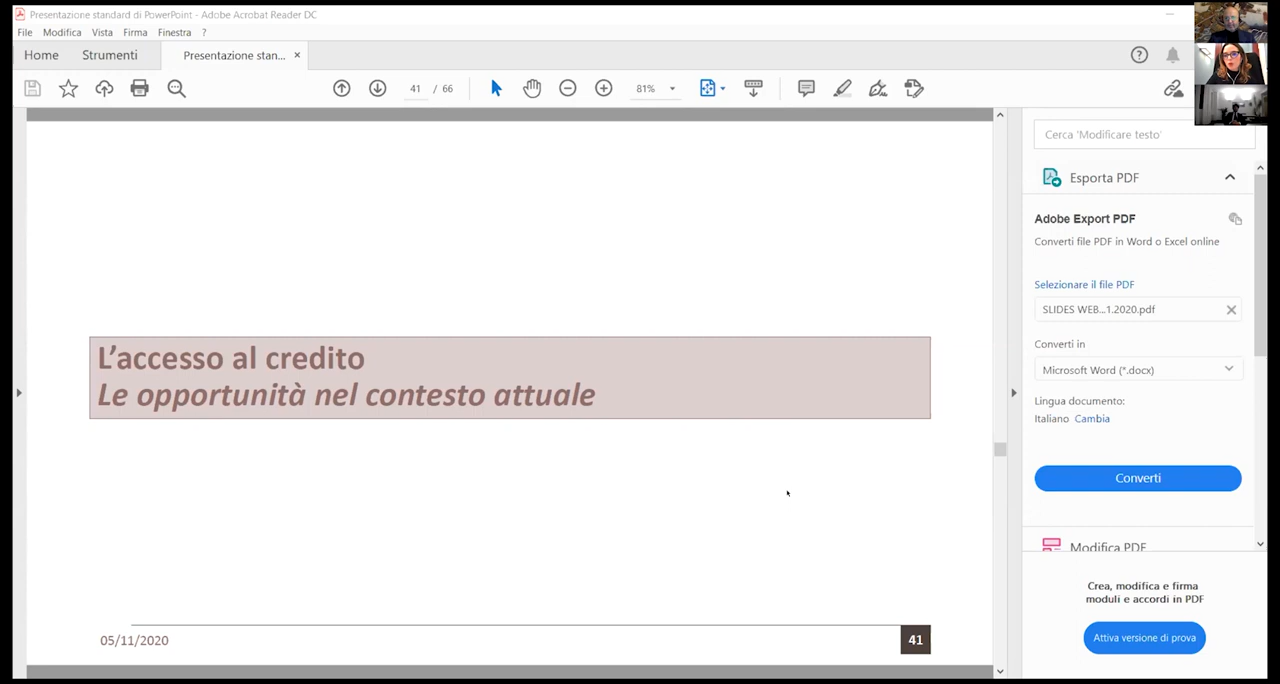 Presentazione standard di PowerPoint - Adobe Acrobat Reader DC
File Modifica Vista Firma Finestra ?
Home Strumenti Presentazione stan... ×
41 / 66 81%
L'accesso al credito
Le opportunità nel contesto attuale
05/11/2020 41
Cerca 'Modificare testo'
Esporta PDF
Adobe Export PDF
Converti file PDF in Word o Excel online
Selezionare il file PDF
SLIDES WEB...1.2020.pdf
Converti in
Microsoft Word (*.docx)
Lingua documento:
Italiano Cambia
Converti
Modifica PDF
Crea, modifica e firma
moduli e accordi in PDF
Attiva versione di prova